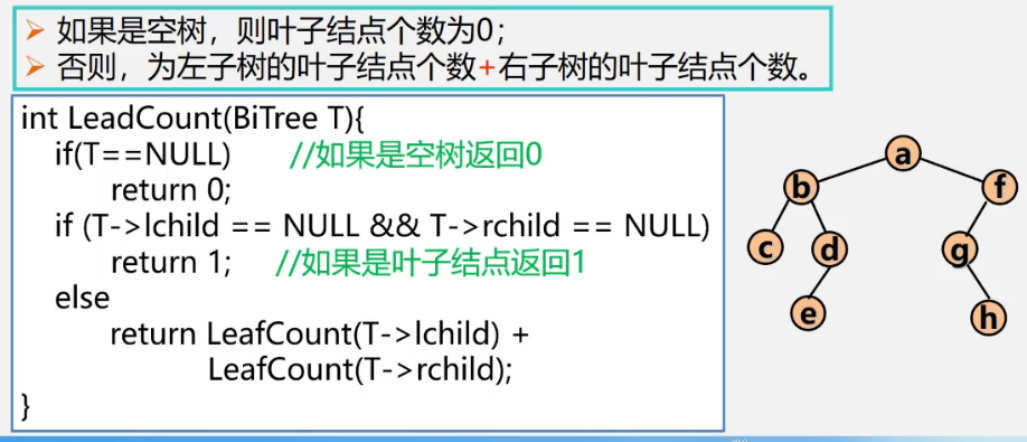 ➢ 如果是空树，则叶子结点个数为0；
➢ 否则，为左子树的叶子结点个数+右子树的叶子结点个数。
int LeadCount(BiTree T){
if(T==NULL) //如果是空树返回0
return 0;
if (T->lchild == NULL && T->rchild == NULL)
return 1; //如果是叶子结点返回1
else
return LeafCount(T->lchild) +
LeafCount(T->rchild);
}
a
b f
c d g
e h